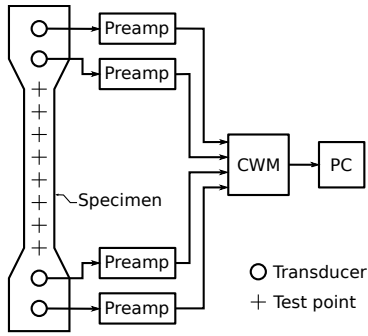 Preamp
Preamp
CWM
PC
Specimen
Preamp
Preamp
Transducer
Test point